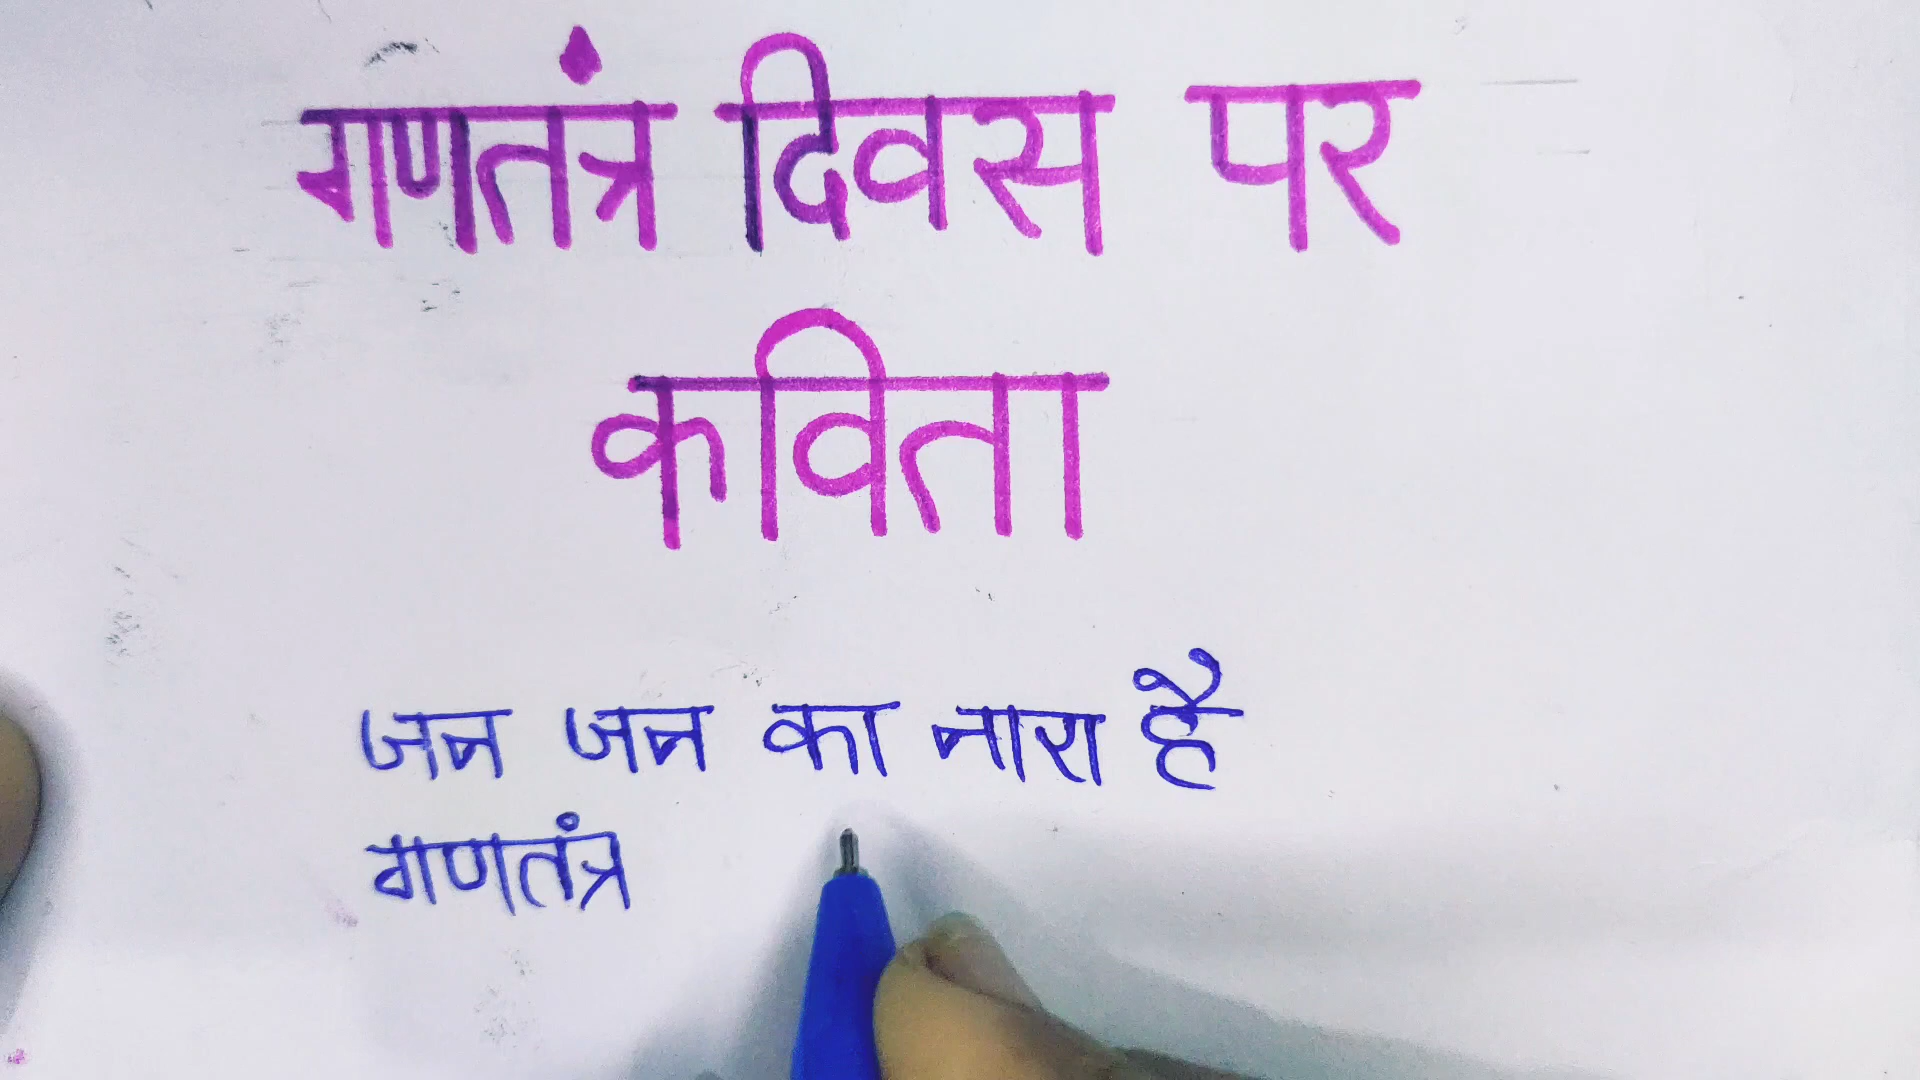 गणतंत्र दिवस पर
कविता
जन जन का नारा है
गणतंत्र